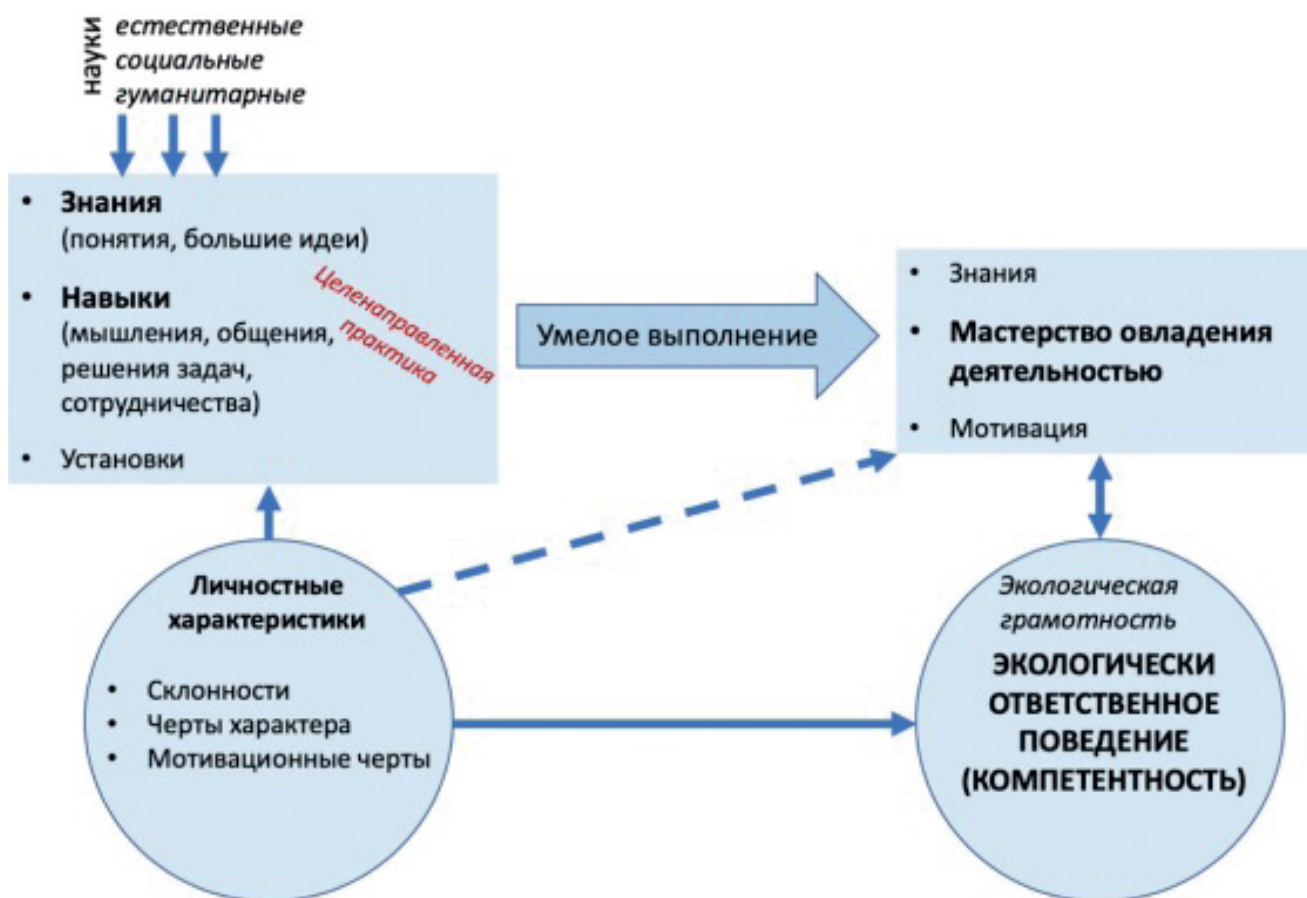 науки
естественные
социальные
гуманитарные
• Знания
(понятия, большие идеи)
• Навыки
(мышления, общения,
решения задач,
сотрудничества)
• Установки
Целенаправленная
практика
Умелое выполнение
• Знания
• Мастерство овладения
деятельностью
• Мотивация
Личностные
характеристики
• Склонности
• Черты характера
• Мотивационные черты
Экологическая
грамотность
ЭКОЛОГИЧЕСКИ
ОТВЕТСТВЕННОЕ
ПОВЕДЕНИЕ
(КОМПЕТЕНТНОСТЬ)